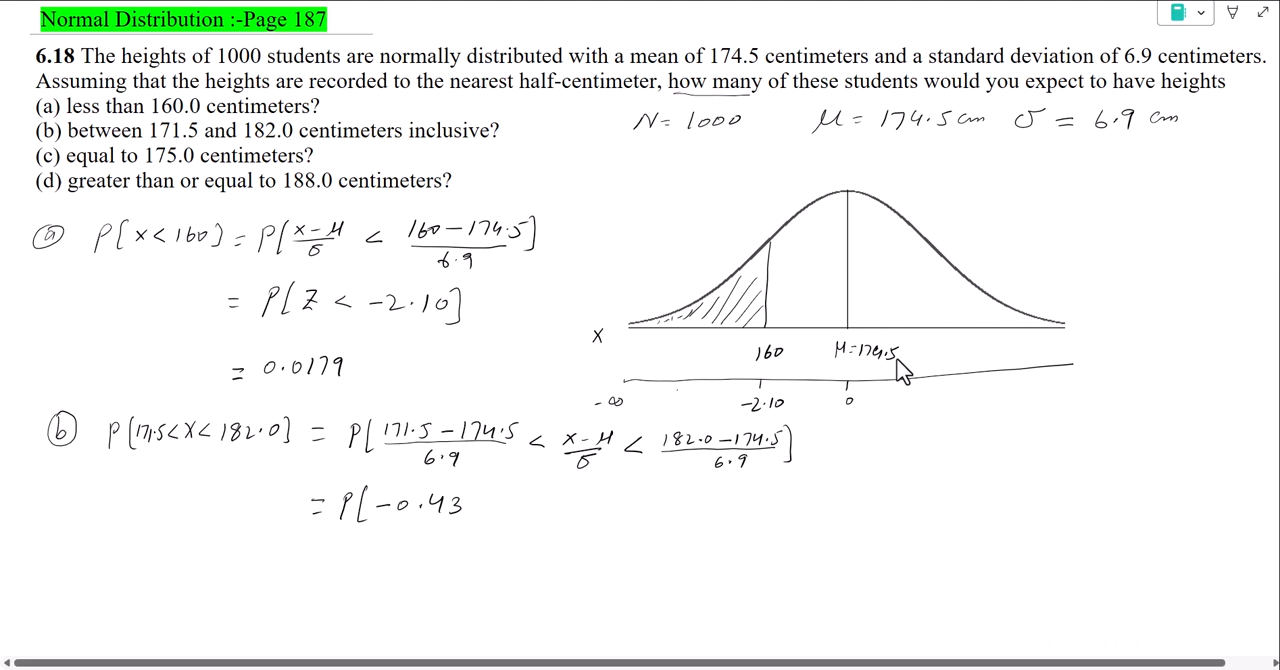 Normal Distribution :-Page 187
6.18 The heights of 1000 students are normally distributed with a mean of 174.5 centimeters and a standard deviation of 6.9 centimeters.
Assuming that the heights are recorded to the nearest half-centimeter, how many of these students would you expect to have heights
(a) less than 160.0 centimeters?
(b) between 171.5 and 182.0 centimeters inclusive?
(c) equal to 175.0 centimeters?
(d) greater than or equal to 188.0 centimeters?
N = 1000 μ = 174.5 cm σ = 6.9 cm
(a) P[X < 160] = P[(X - μ)/σ < (160 - 174.5)/6.9]
= P[Z < -2.10]
= 0.0179
X
160 μ=174.5
-∞ -2.10 0
(b) P[171.5 < X < 182.0] = P[(171.5 - 174.5)/6.9 < (X - μ)/σ < (182.0 - 174.5)/6.9]
= P[-0.43